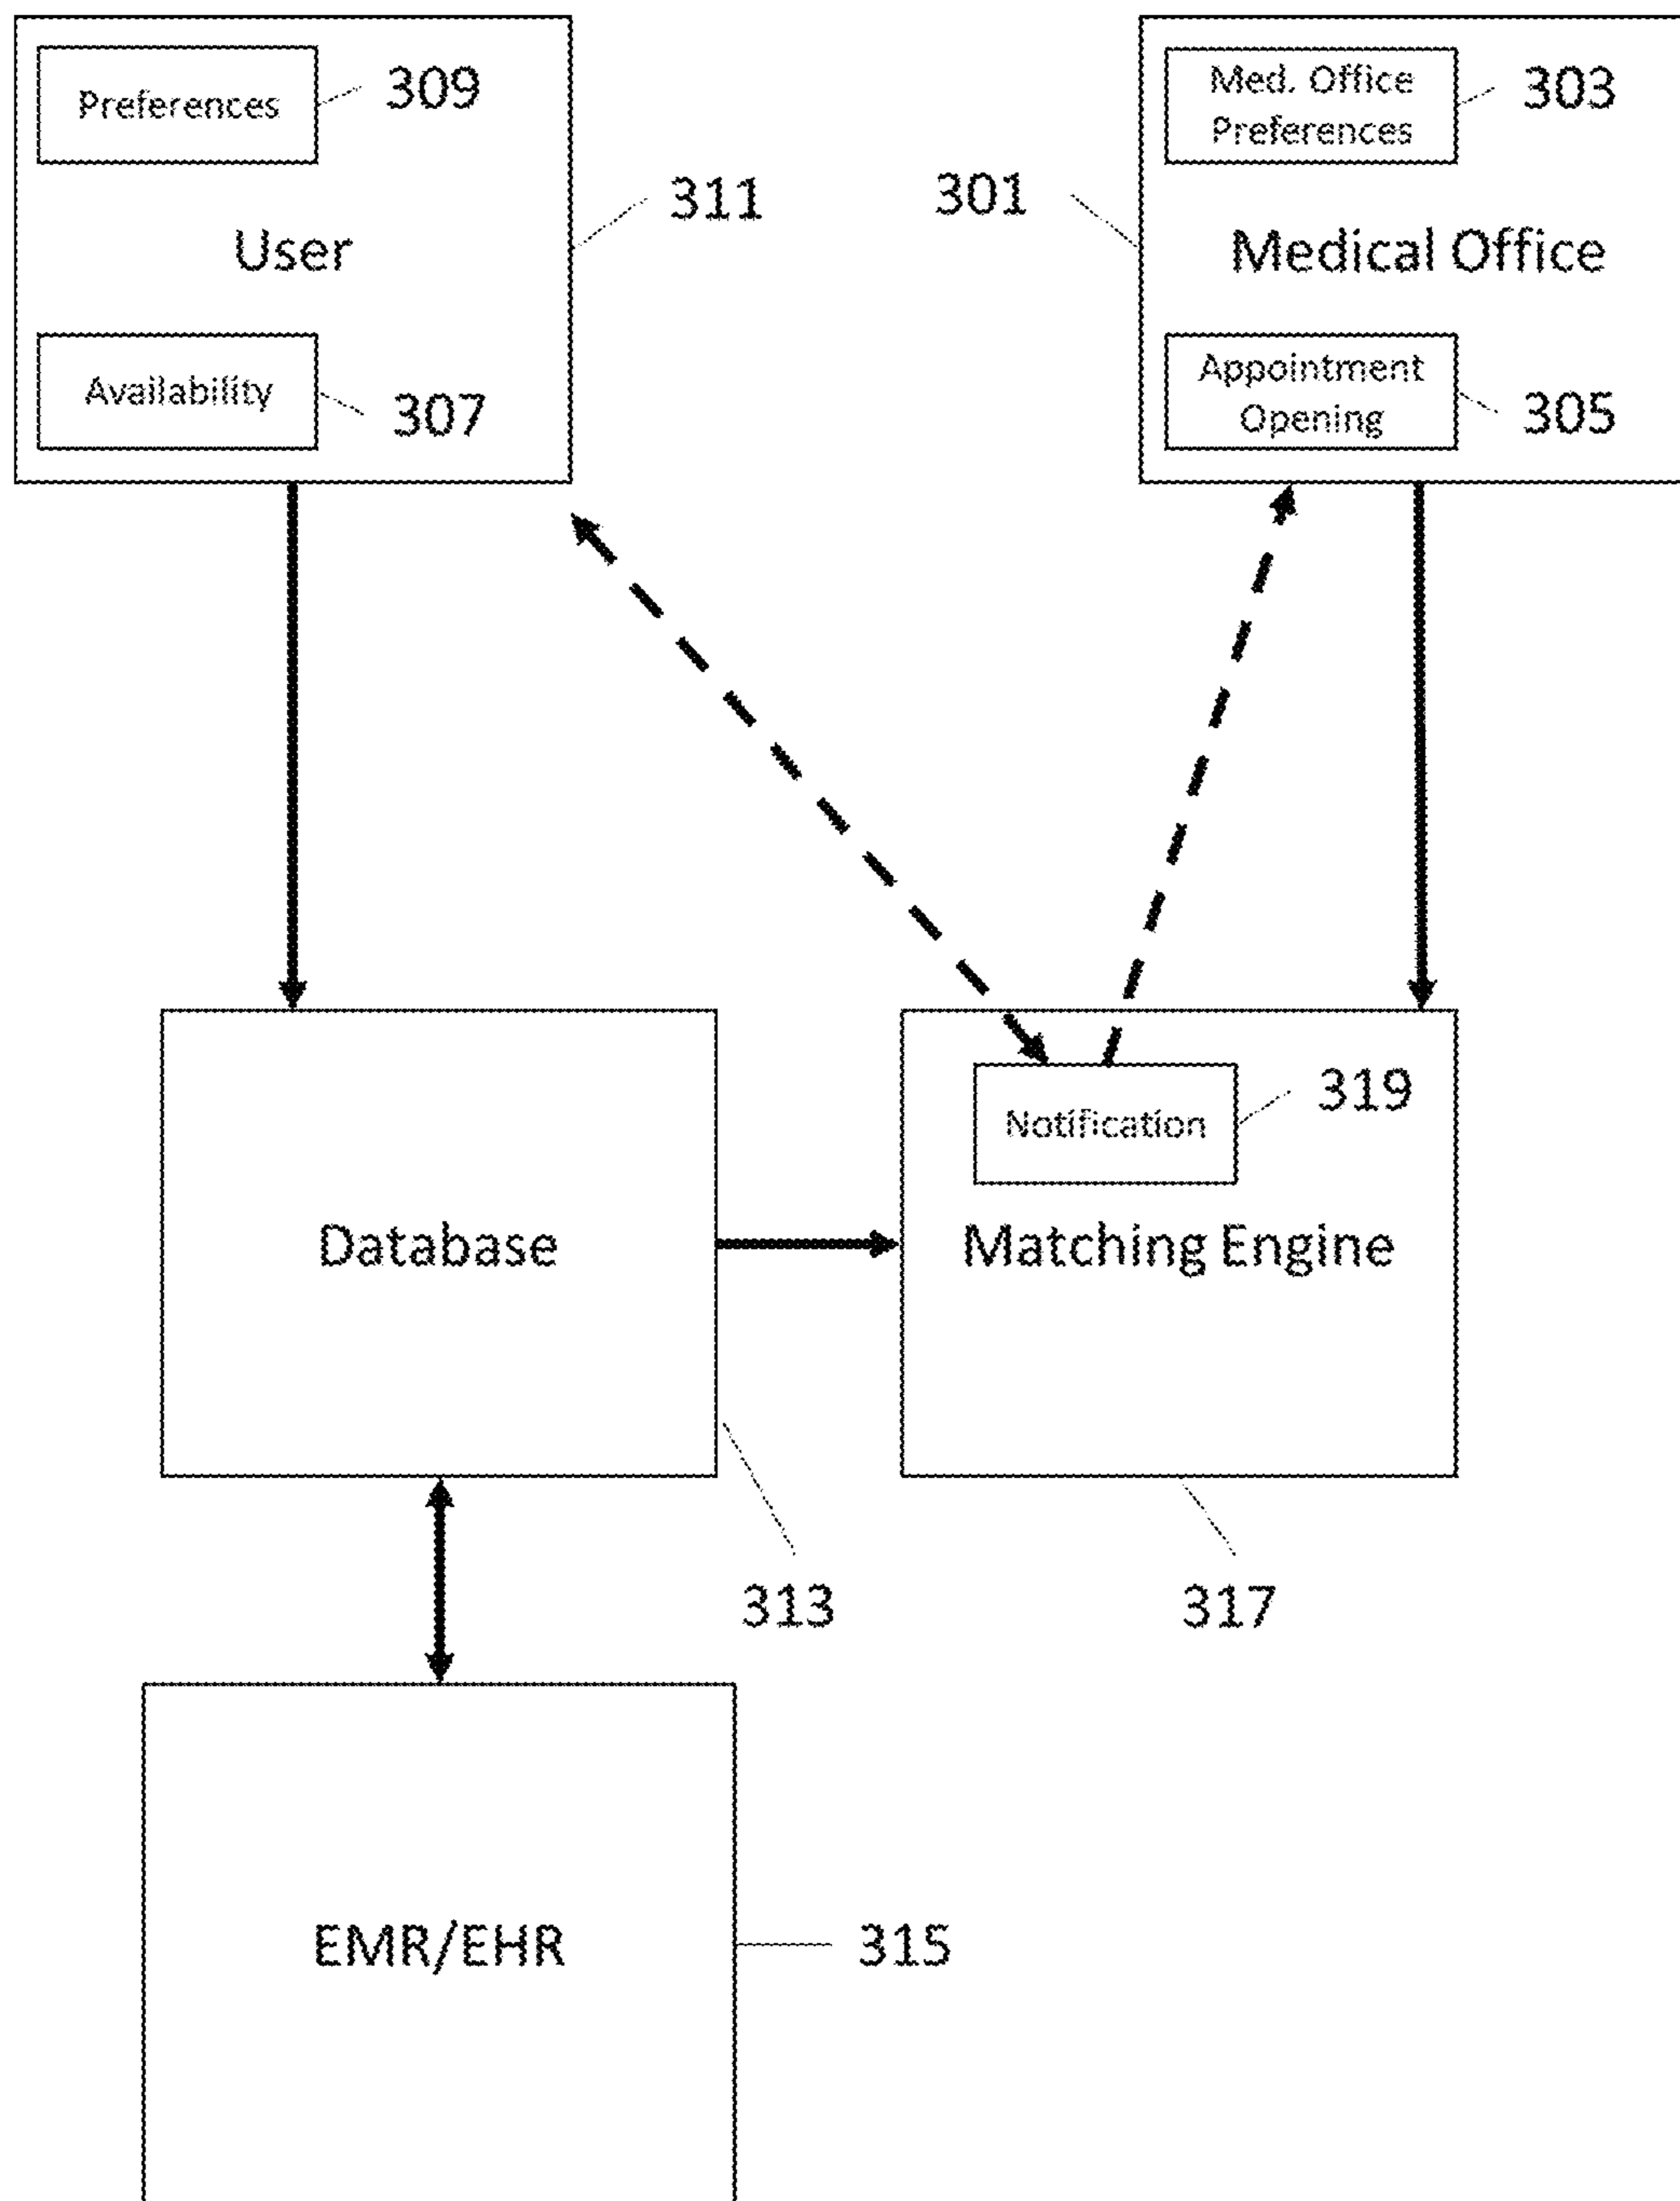 Preferences
309
Med. Office
Preferences
303
311
301
User
Medical Office
Availability
307
Appointment
Opening
305
Notification
319
Database
Matching Engine
313
317
EMR/EHR
315